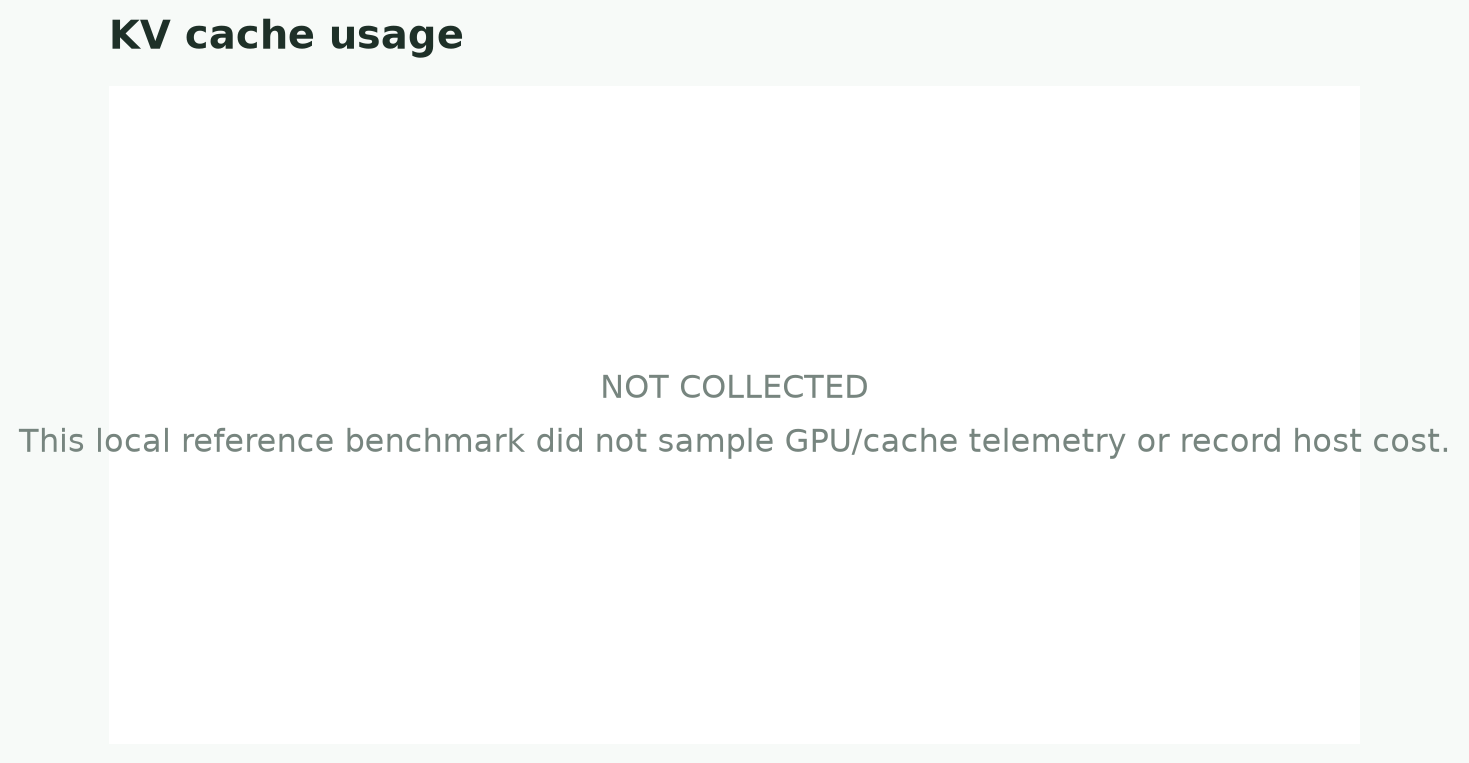 KV cache usage
NOT COLLECTED
This local reference benchmark did not sample GPU/cache telemetry or record host cost.